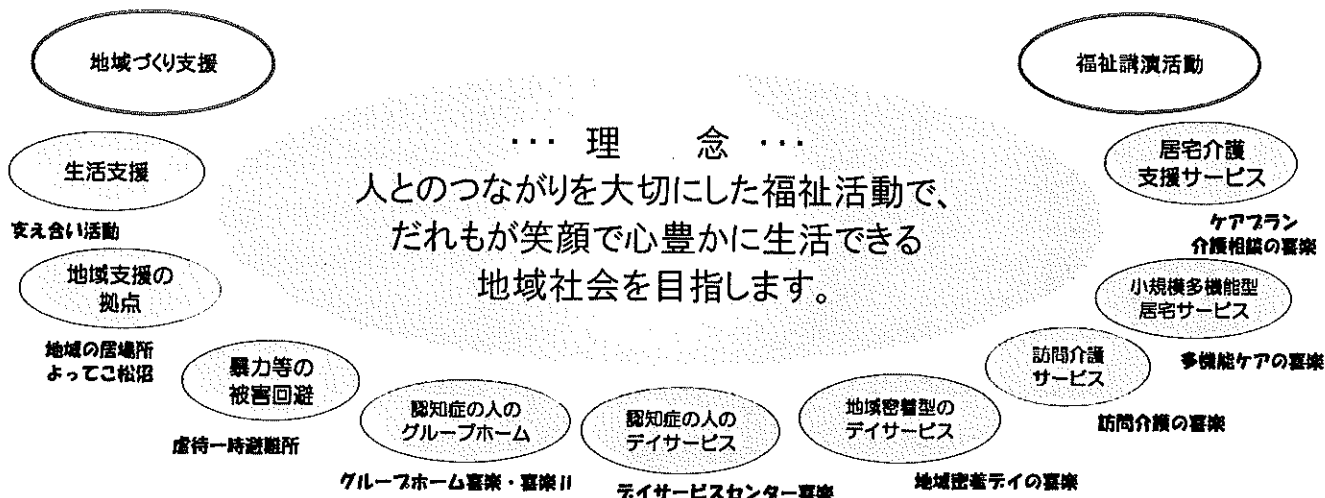 地域づくり支援
福祉講演活動
… 理　念 …
人とのつながりを大切にした福祉活動で、
だれもが笑顔で心豊かに生活できる
地域社会を目指します。
生活支援
支え合い活動
地域支援の
拠点
地域の居場所
よってこ松沼
暴力等の
被害回避
虐待一時避難所
認知症の人の
グループホーム
グループホーム喜楽・喜楽II
認知症の人の
デイサービス
デイサービスセンター喜楽
地域密着型の
デイサービス
地域密着デイの喜楽
訪問介護
サービス
訪問介護の喜楽
小規模多機能型
居宅サービス
多機能ケアの喜楽
居宅介護
支援サービス
ケアプラン
介護相談の喜楽